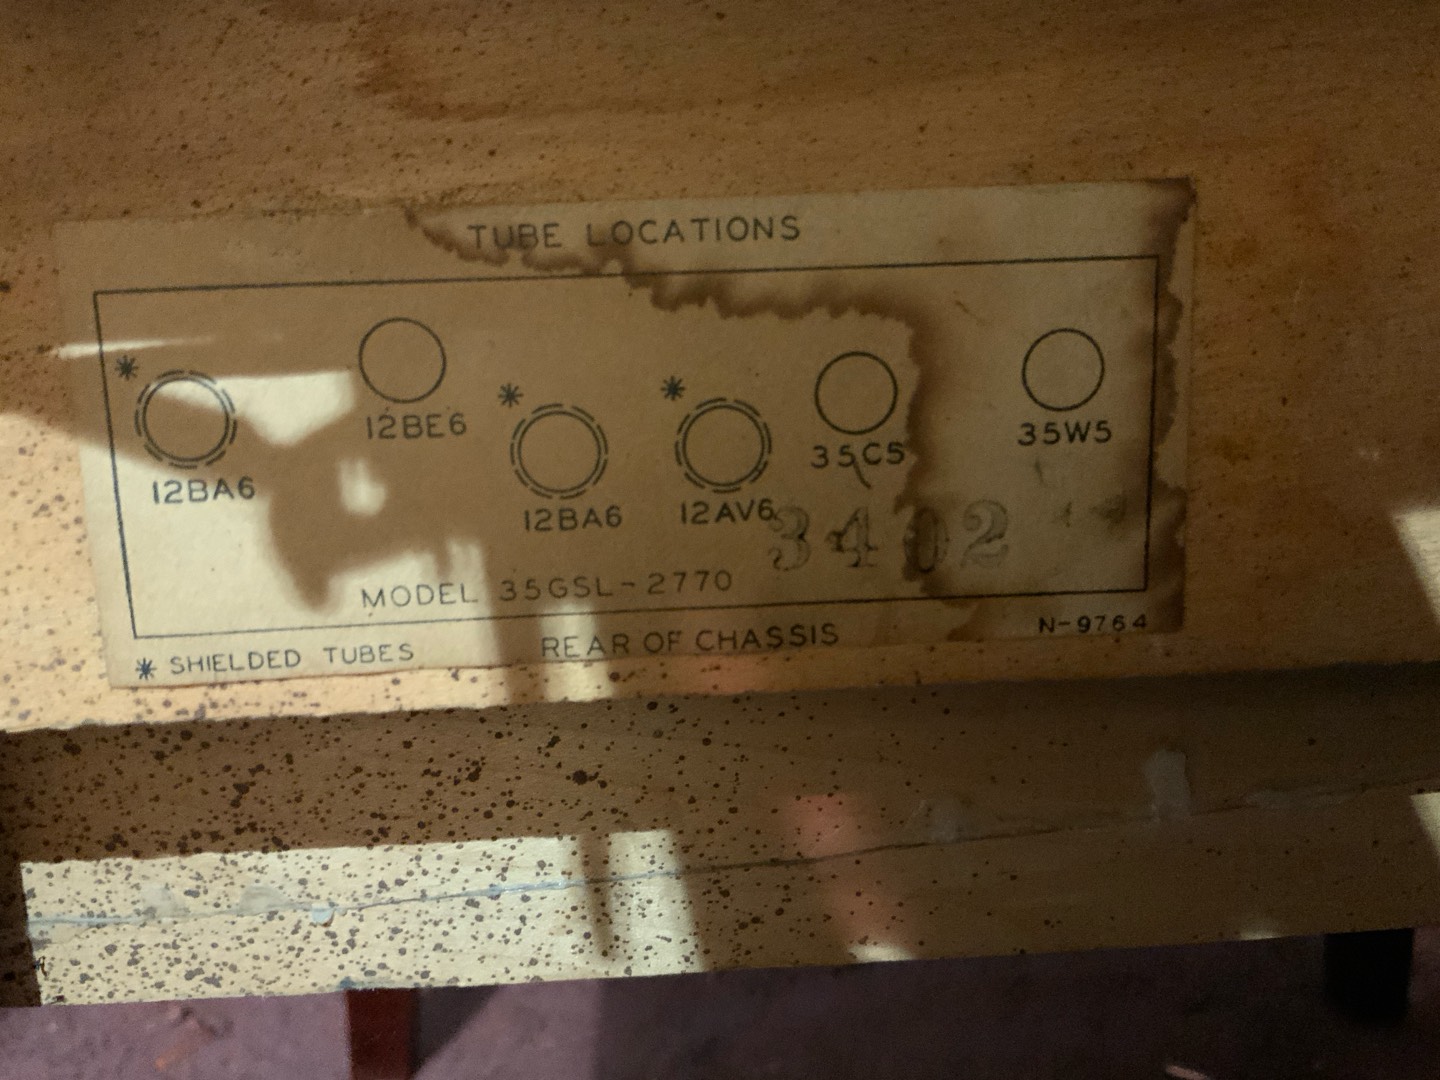 TUBE LOCATIONS
*
12BA6
12BE6
*
12BA6
*
12AV6
35C5
35W5
3402
MODEL 35GSL-2770
* SHIELDED TUBES
REAR OF CHASSIS
N-9764